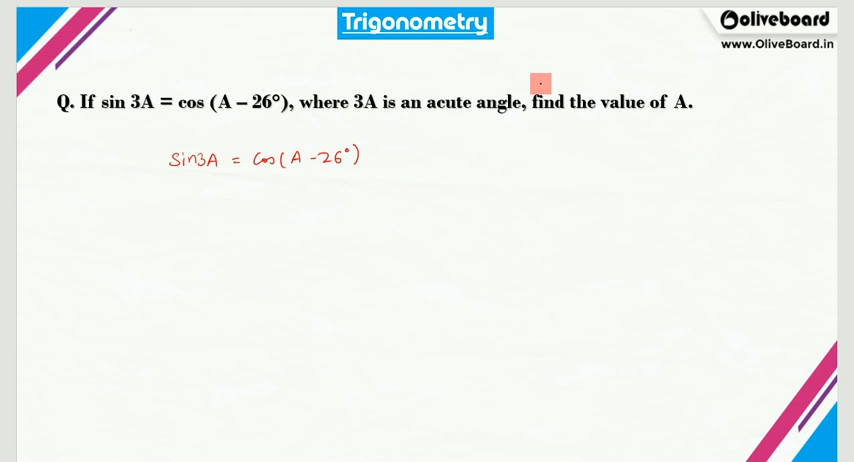 Trigonometry
oliveboard
www.OliveBoard.in
Q. If sin 3A = cos (A – 26°), where 3A is an acute angle, find the value of A.
Sin3A = Cos(A -26°)